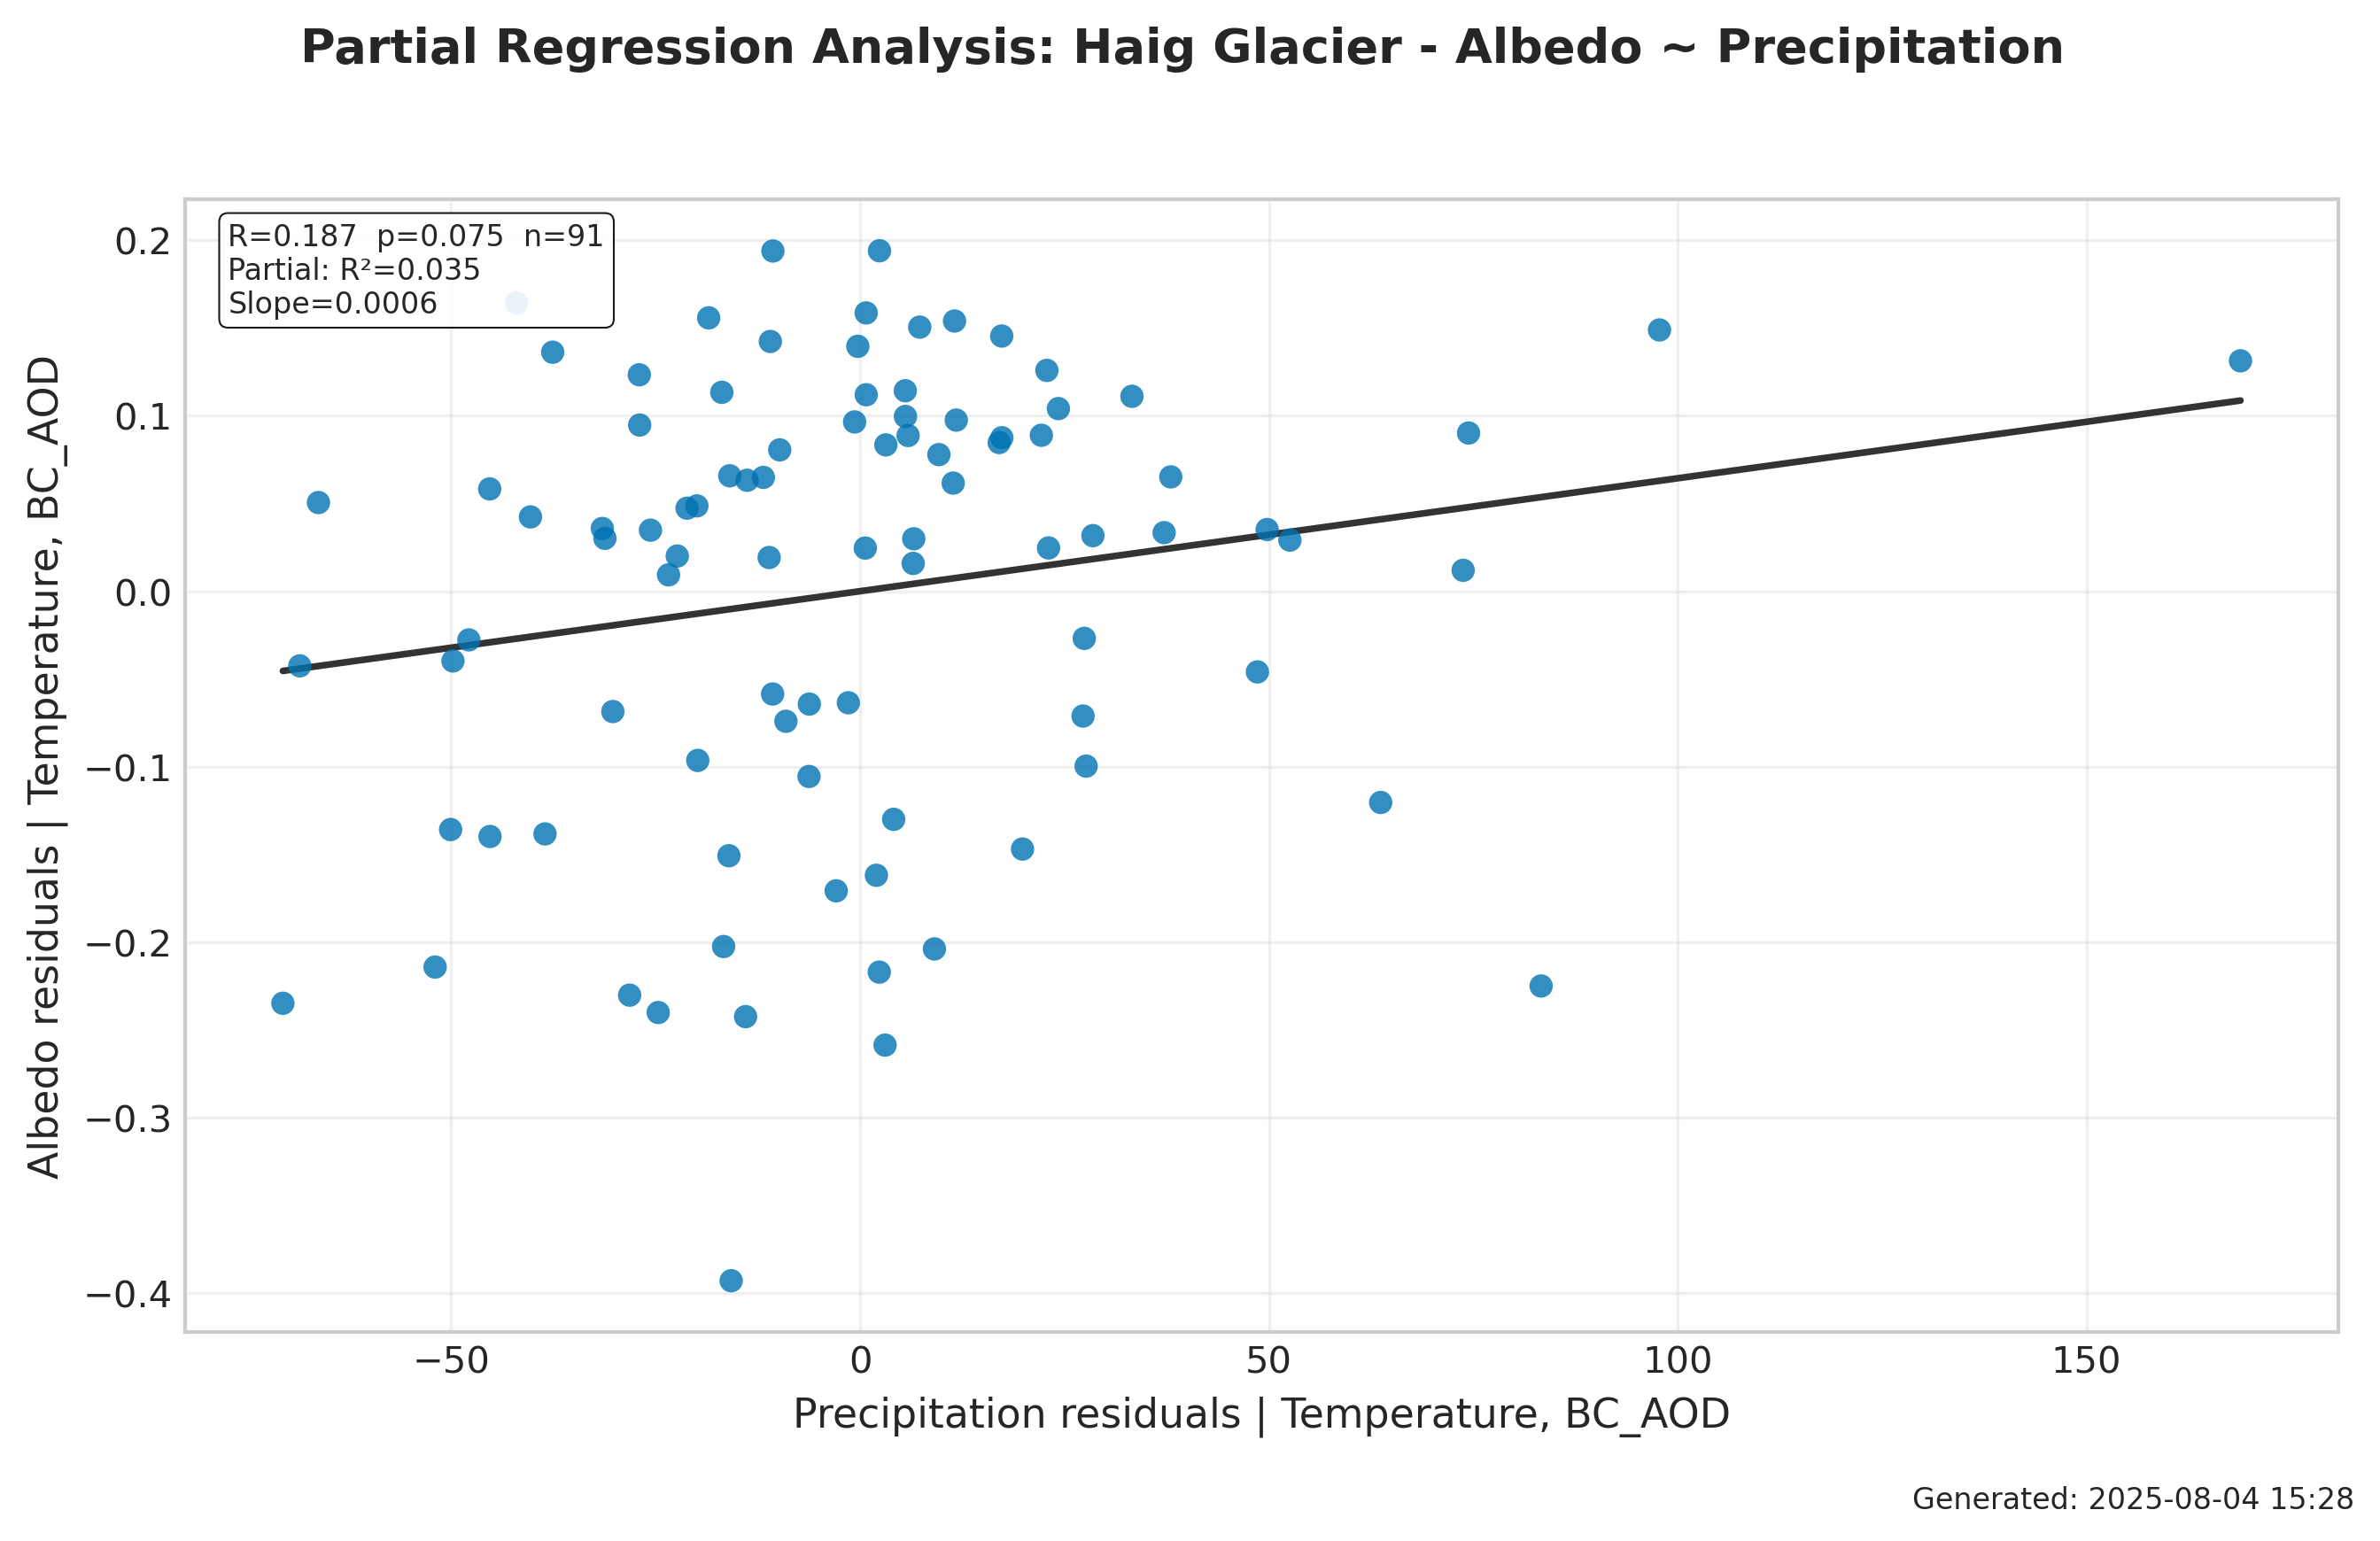 Partial Regression Analysis: Haig Glacier - Albedo ~ Precipitation
R=0.187 p=0.075 n=91
Partial: R²=0.035
Slope=0.0006
Albedo residuals | Temperature, BC_AOD
0.2
0.1
0.0
−0.1
−0.2
−0.3
−0.4
−50 0 50 100 150
Precipitation residuals | Temperature, BC_AOD
Generated: 2025-08-04 15:28